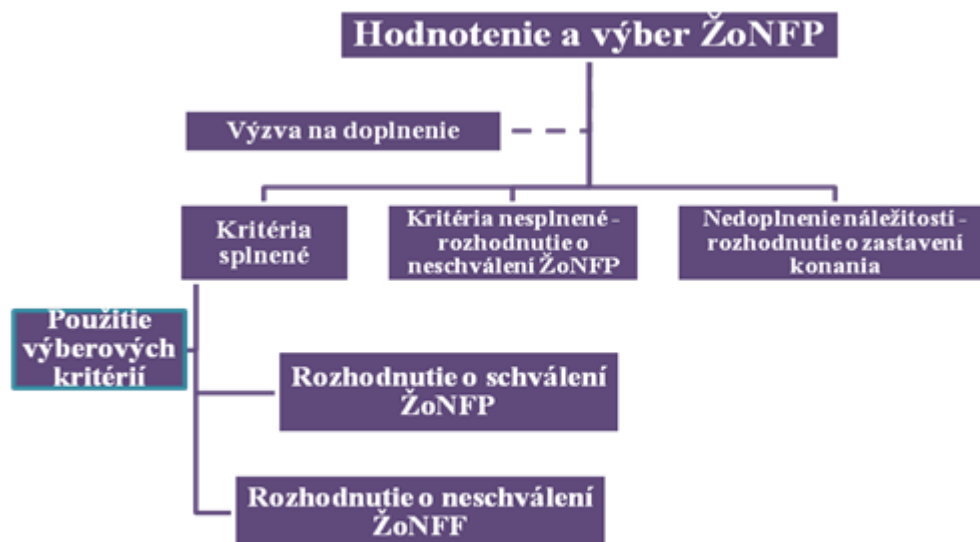 Hodnotenie a výber ŽoNFP
Výzva na doplnenie
Kritéria
splnené
Kritéria nesplnené -
rozhodnutie o
neschválení ŽoNFP
Nedoplnenie náležitostí -
rozhodnutie o zastavení
konania
Použitie
výberových
kritérií
Rozhodnutie o schválení
ŽoNFP
Rozhodnutie o neschválení
ŽoNFF